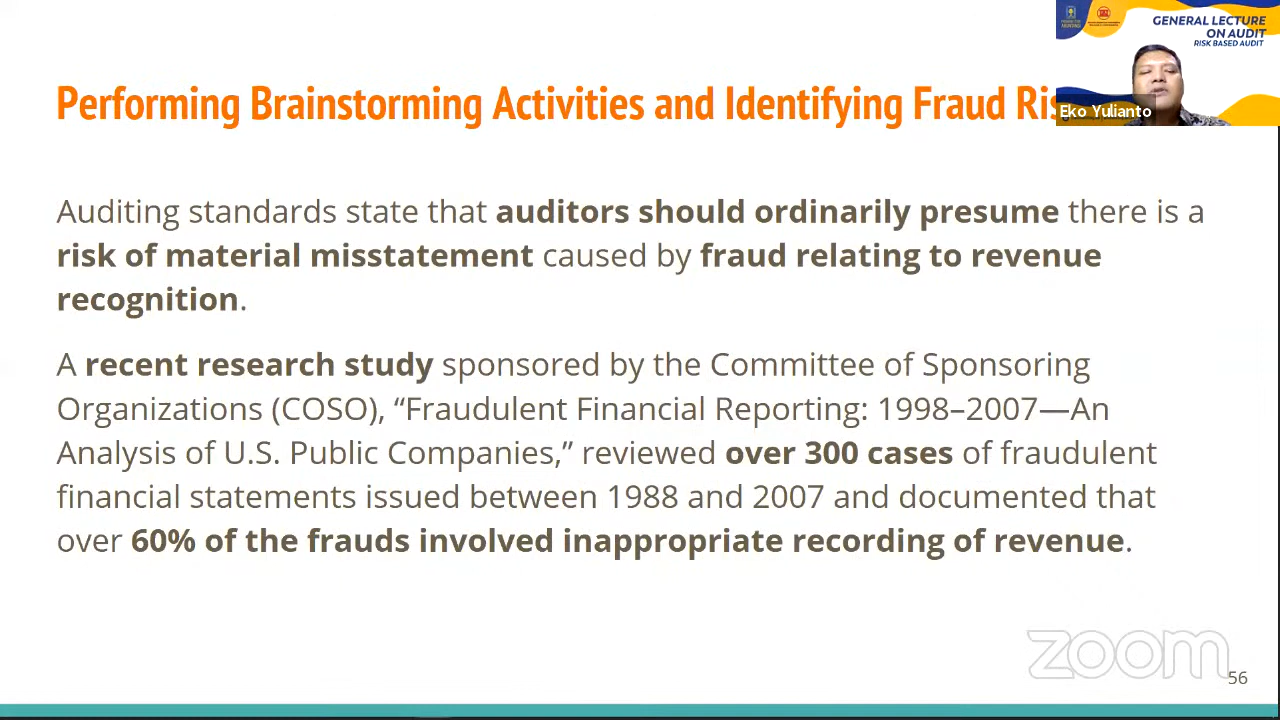 GENERAL LECTURE
ON AUDIT
RISK BASED AUDIT
Eko Yulianto
Performing Brainstorming Activities and Identifying Fraud Ris
Auditing standards state that auditors should ordinarily presume there is a
risk of material misstatement caused by fraud relating to revenue
recognition.
A recent research study sponsored by the Committee of Sponsoring
Organizations (COSO), “Fraudulent Financial Reporting: 1998–2007—An
Analysis of U.S. Public Companies,” reviewed over 300 cases of fraudulent
financial statements issued between 1988 and 2007 and documented that
over 60% of the frauds involved inappropriate recording of revenue.
zoom
56